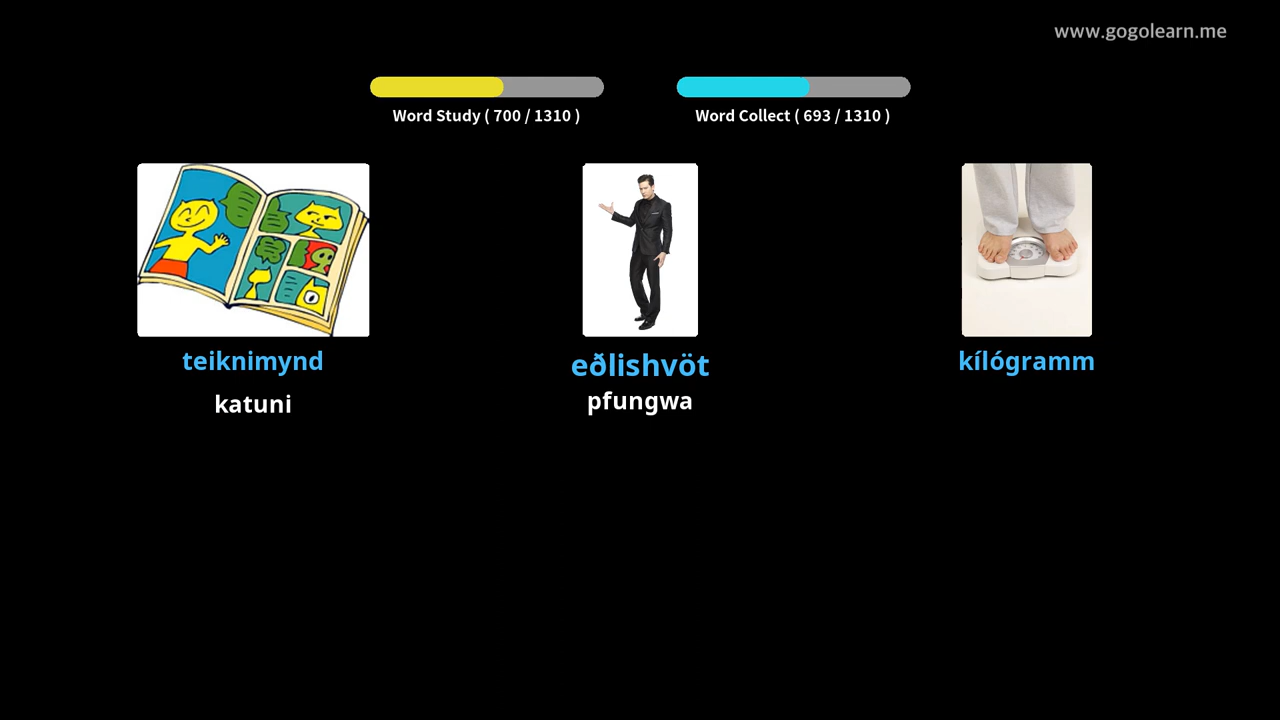 www.gogolearn.me
Word Study ( 700 / 1310 )
Word Collect ( 693 / 1310 )
teiknimynd
katuni
eðlishvöt
pfungwa
kílógramm